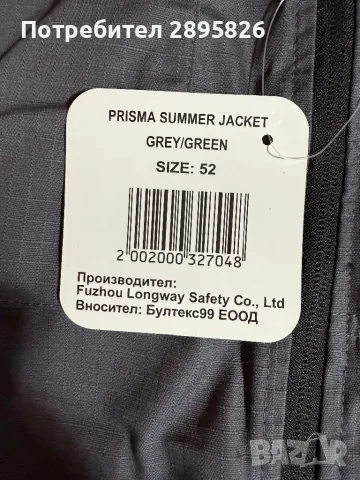 Потребител 2895826
PRISMA SUMMER JACKET
GREY/GREEN
SIZE: 52
2 002000 327048
Производител:
Fuzhou Longway Safety Co., Ltd
Вносител: Бултекс99 ЕООД
BAZAR